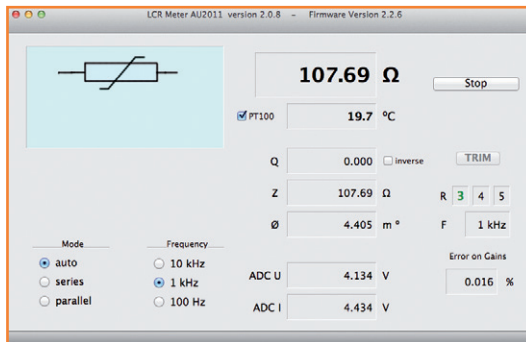 LCR Meter AU2011 version 2.0.8 – Firmware Version 2.2.6
107.69 Ω
Stop
PT100 19.7 °C
Q 0.000 inverse TRIM
Z 107.69 Ω R 3 4 5
Ø 4.405 m ° F 1 kHz
Mode Frequency Error on Gains
auto 10 kHz
series 1 kHz ADC U 4.134 V 0.016 %
parallel 100 Hz ADC I 4.434 V